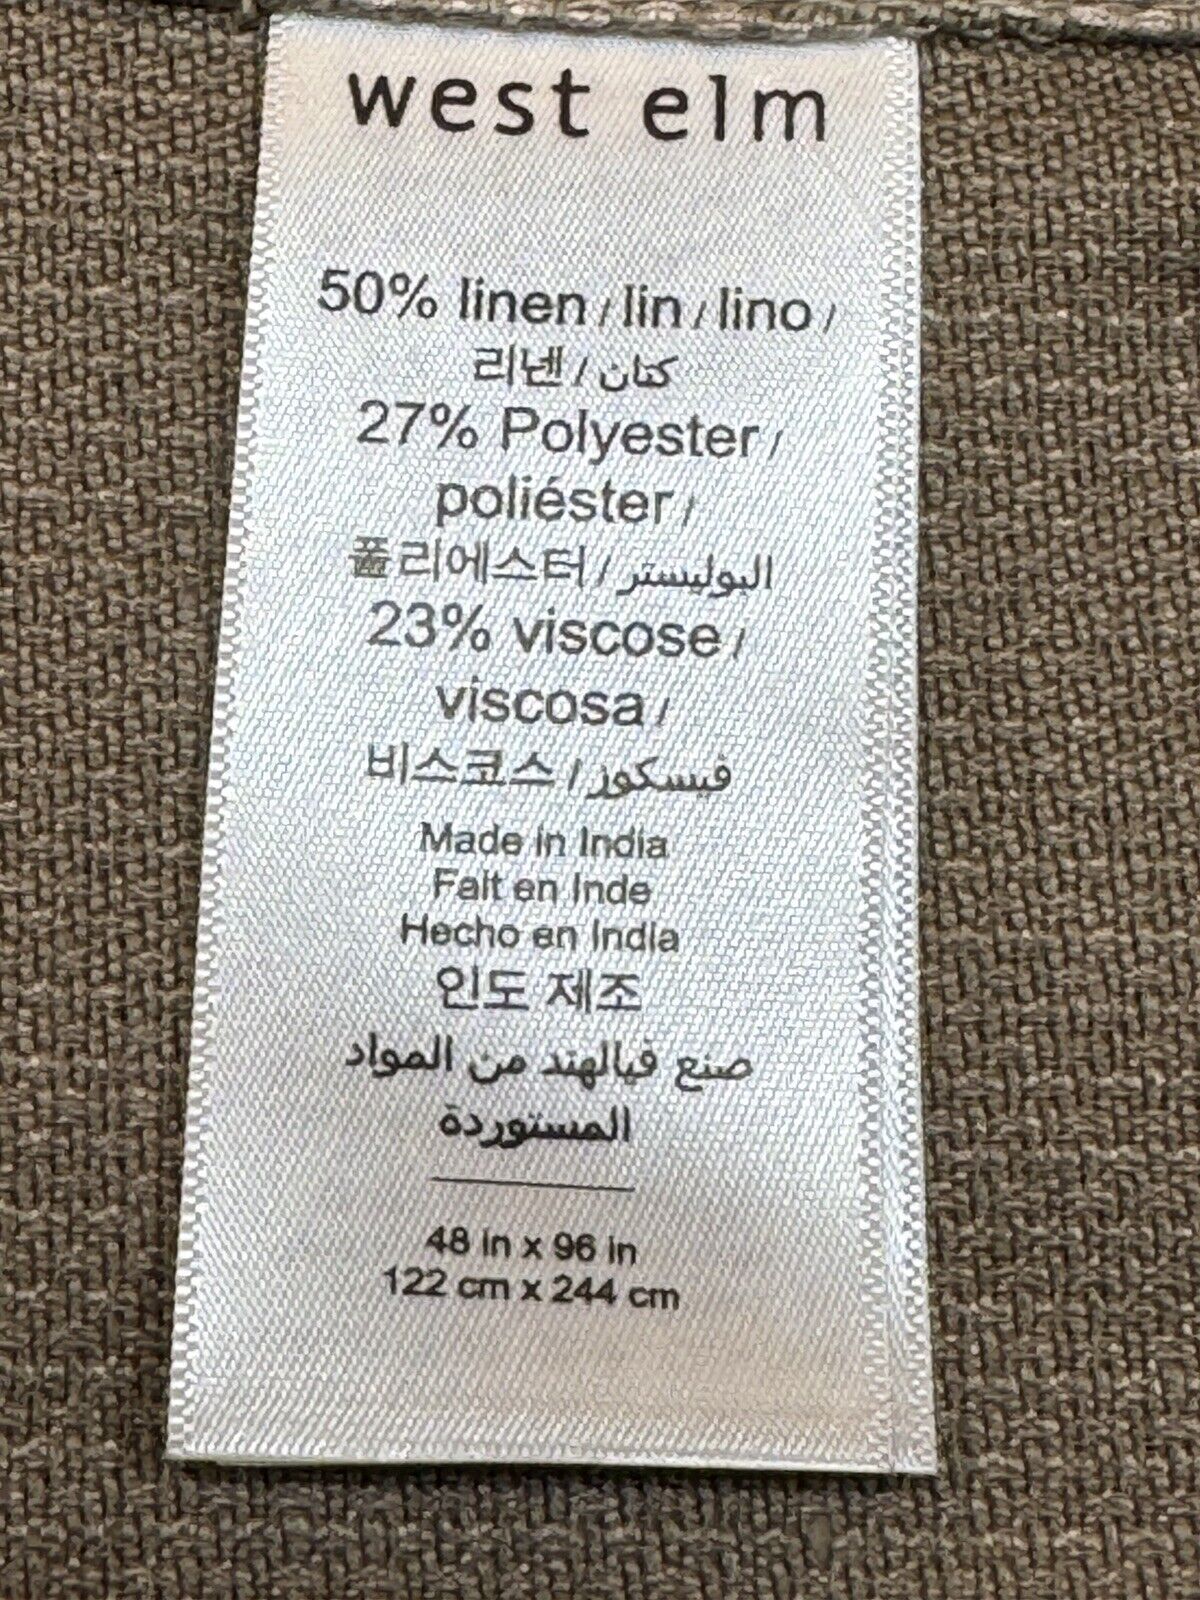 west elm
50% linen / lin / lino /
리넨 / كتان
27% Polyester /
poliéster /
폴리에스터 / البوليستر
23% viscose /
viscosa /
비스코스 / فيسكوز
Made in India
Fait en Inde
Hecho en India
인도 제조
صنع فيالهند من المواد
المستوردة
48 in x 96 in
122 cm x 244 cm